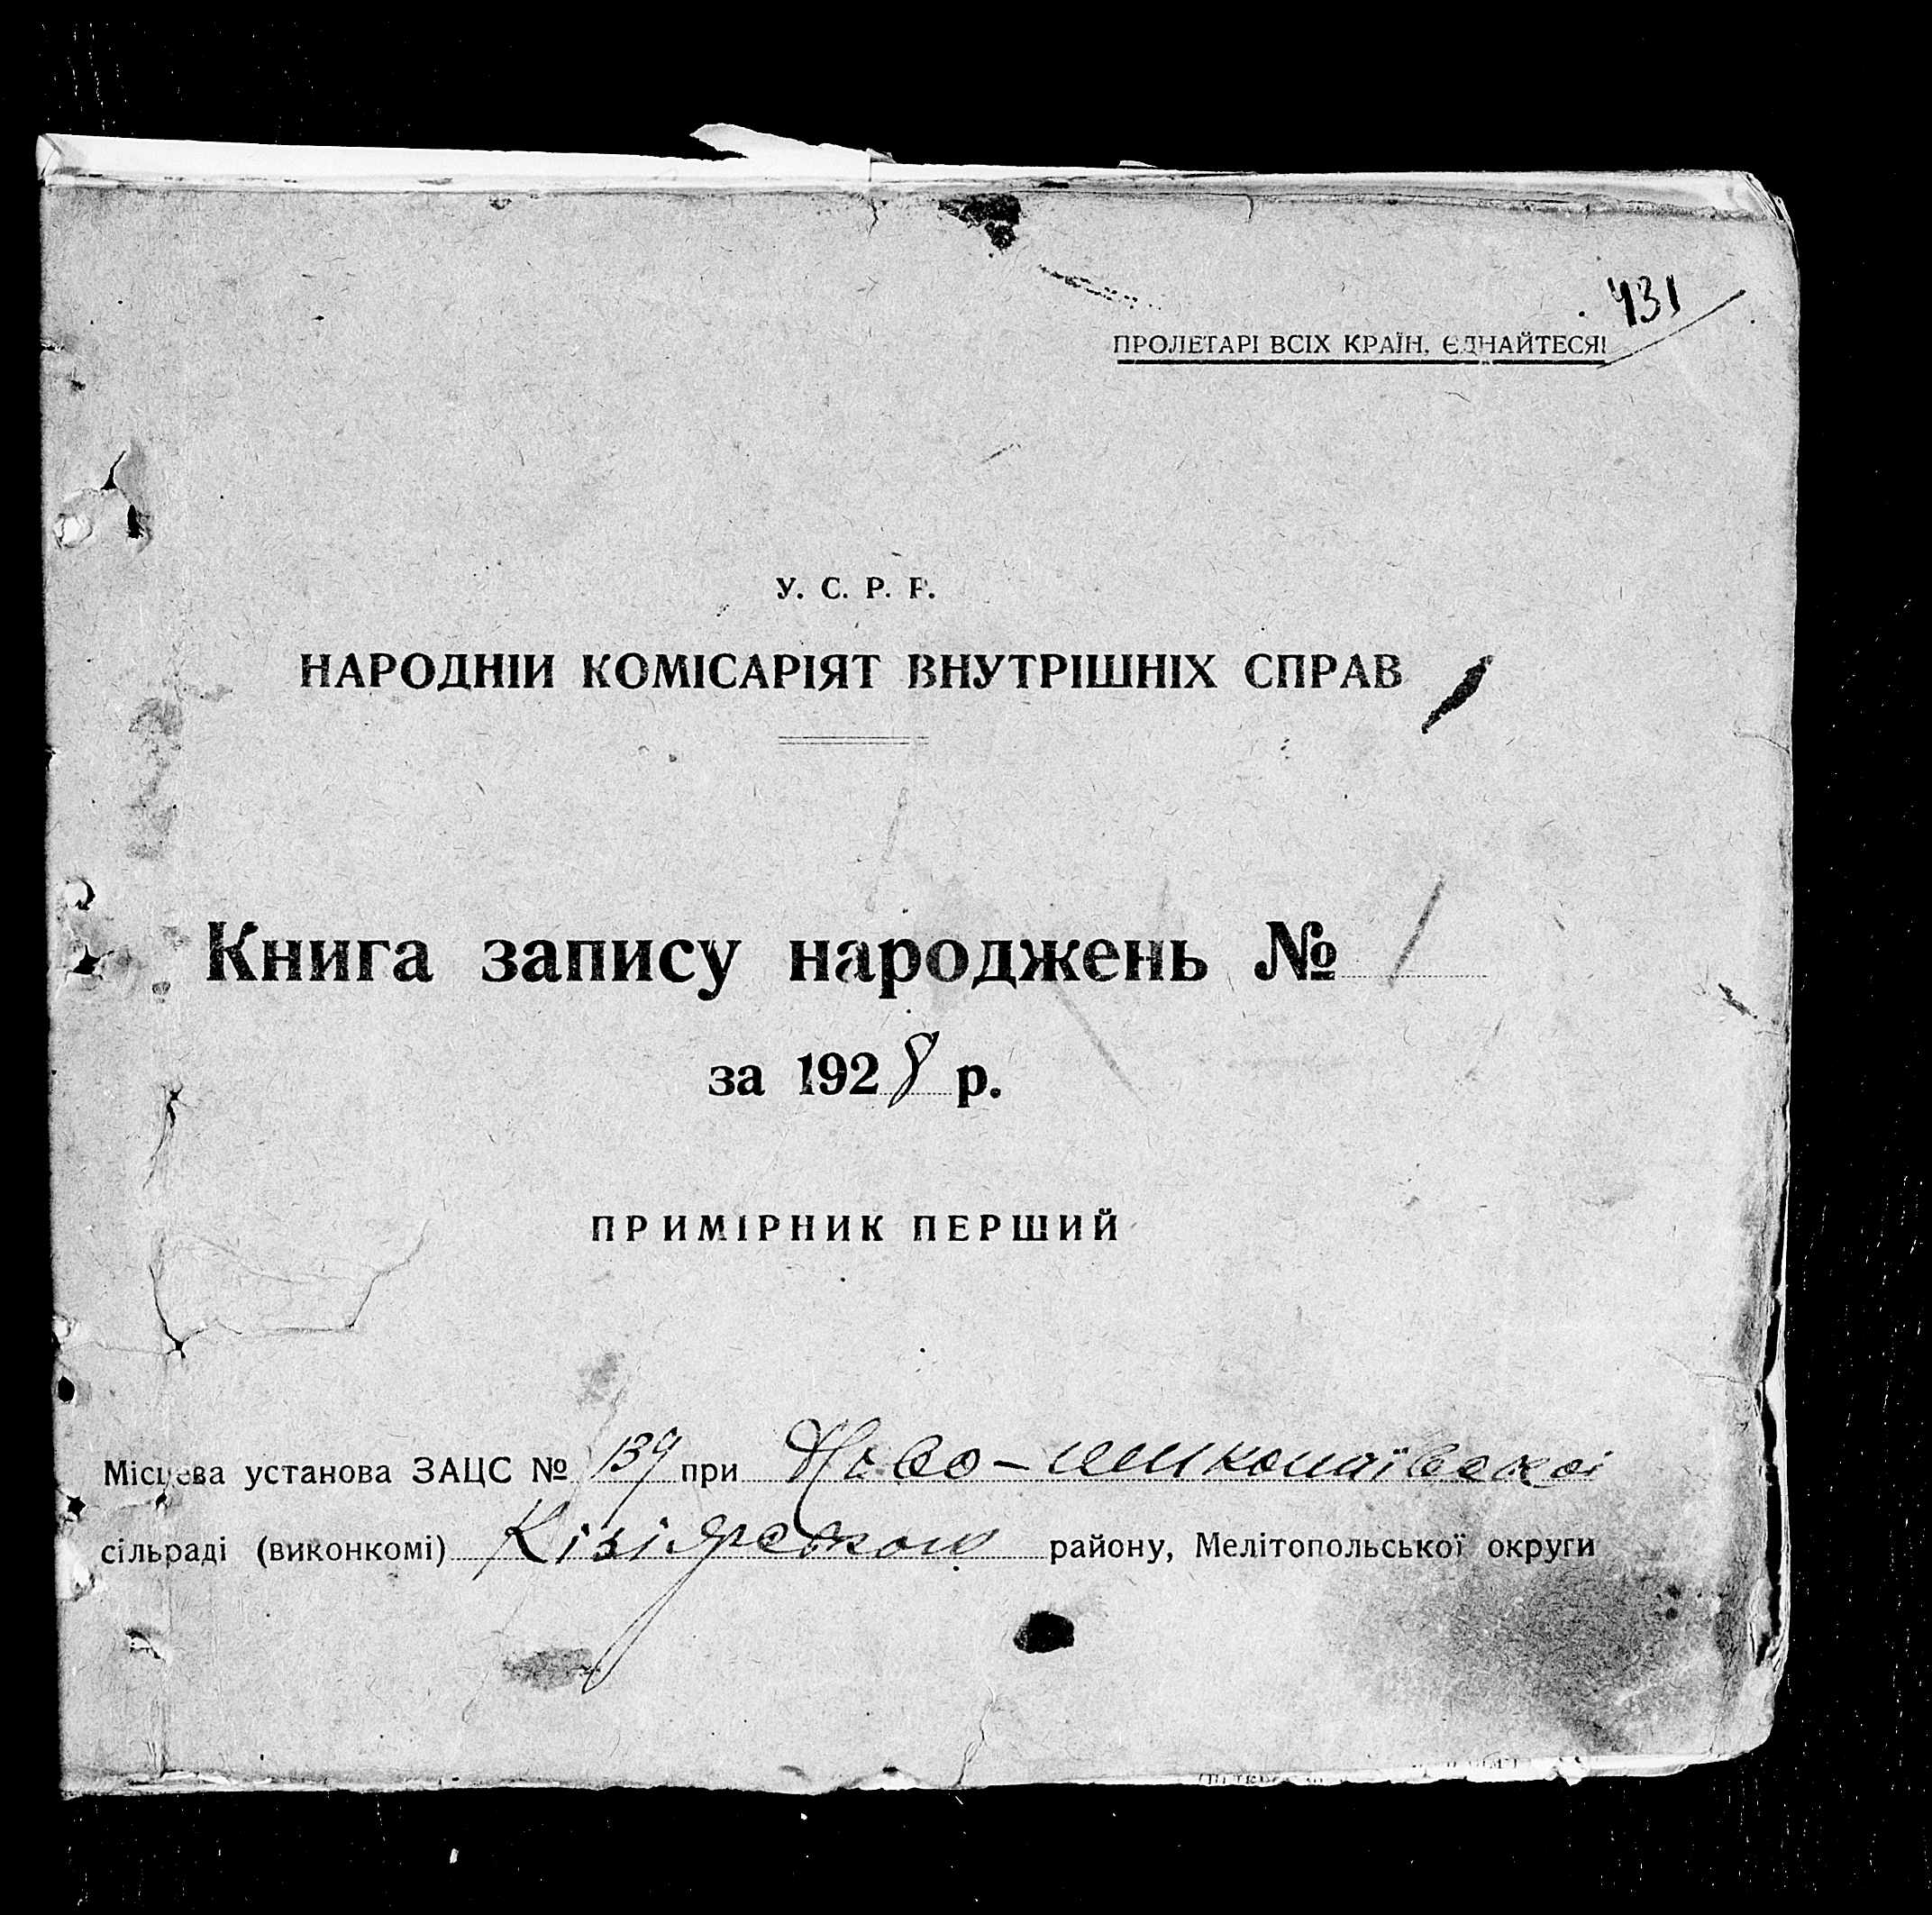 431
ПРОЛЕТАРІ ВСІХ КРАЇН, ЄДНАЙТЕСЯ!
У. С. Р. Р.
НАРОДНІЙ КОМІСАРІЯТ ВНУТРІШНІХ СПРАВ
Книга запису народжень № 1
за 1928 р.
ПРИМІРНИК ПЕРШИЙ
Місцева установа ЗАЦС № 139 при Ново-Миколаївській
сільраді (виконкомі) Кізіярського району, Мелітопольської округи